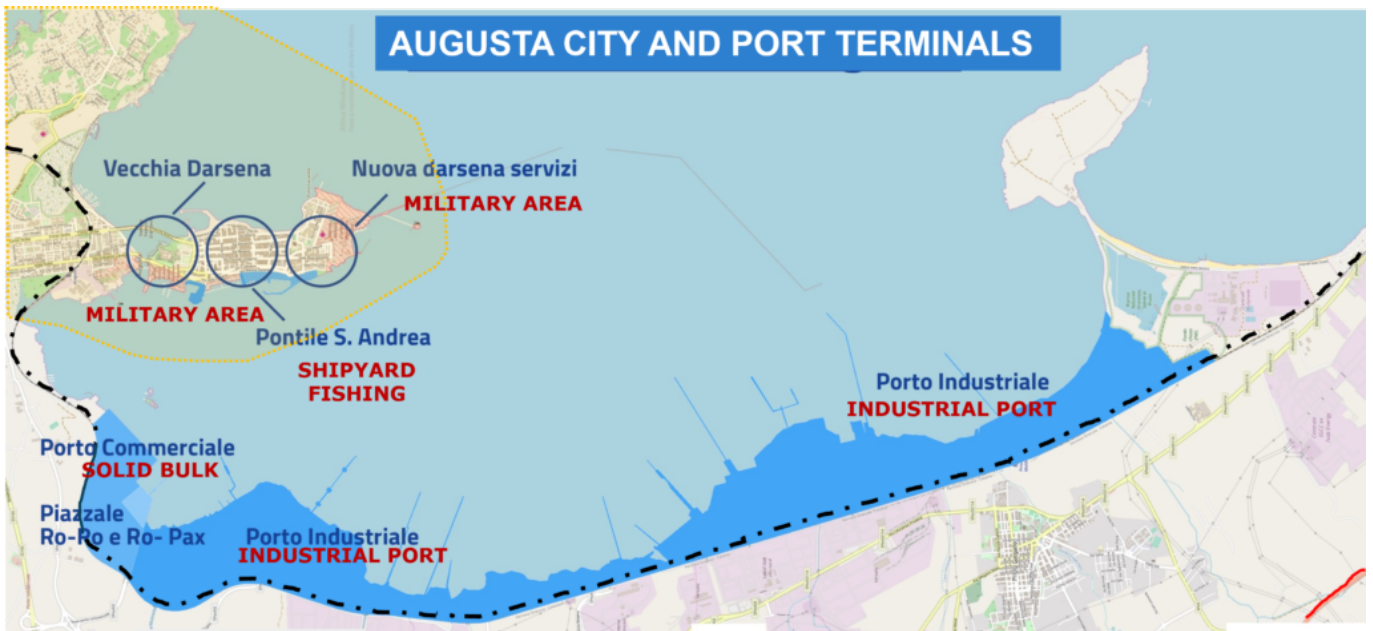 AUGUSTA CITY AND PORT TERMINALS
Vecchia Darsena
Nuova darsena servizi
MILITARY AREA
MILITARY AREA
Pontile S. Andrea
SHIPYARD
FISHING
Porto Industriale
INDUSTRIAL PORT
Porto Commerciale
SOLID BULK
Piazzale
Ro-Ro e Ro- Pax
Porto Industriale
INDUSTRIAL PORT